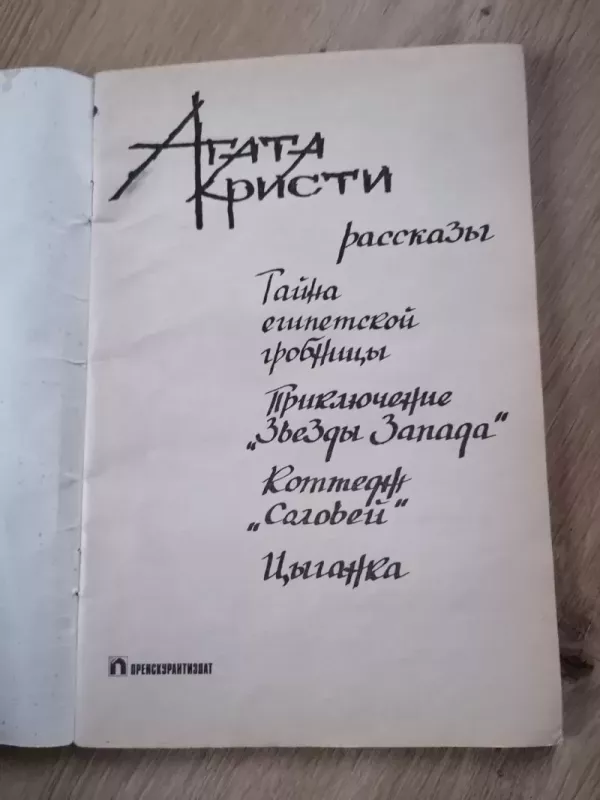 Агата
Кристи
рассказы
Тайна
египетской
гробницы
Приключение
„Звезды Запада“
Коттедж
„Соловей“
Цыганка
ПРЕЙСКУРАНТИЗДАТ